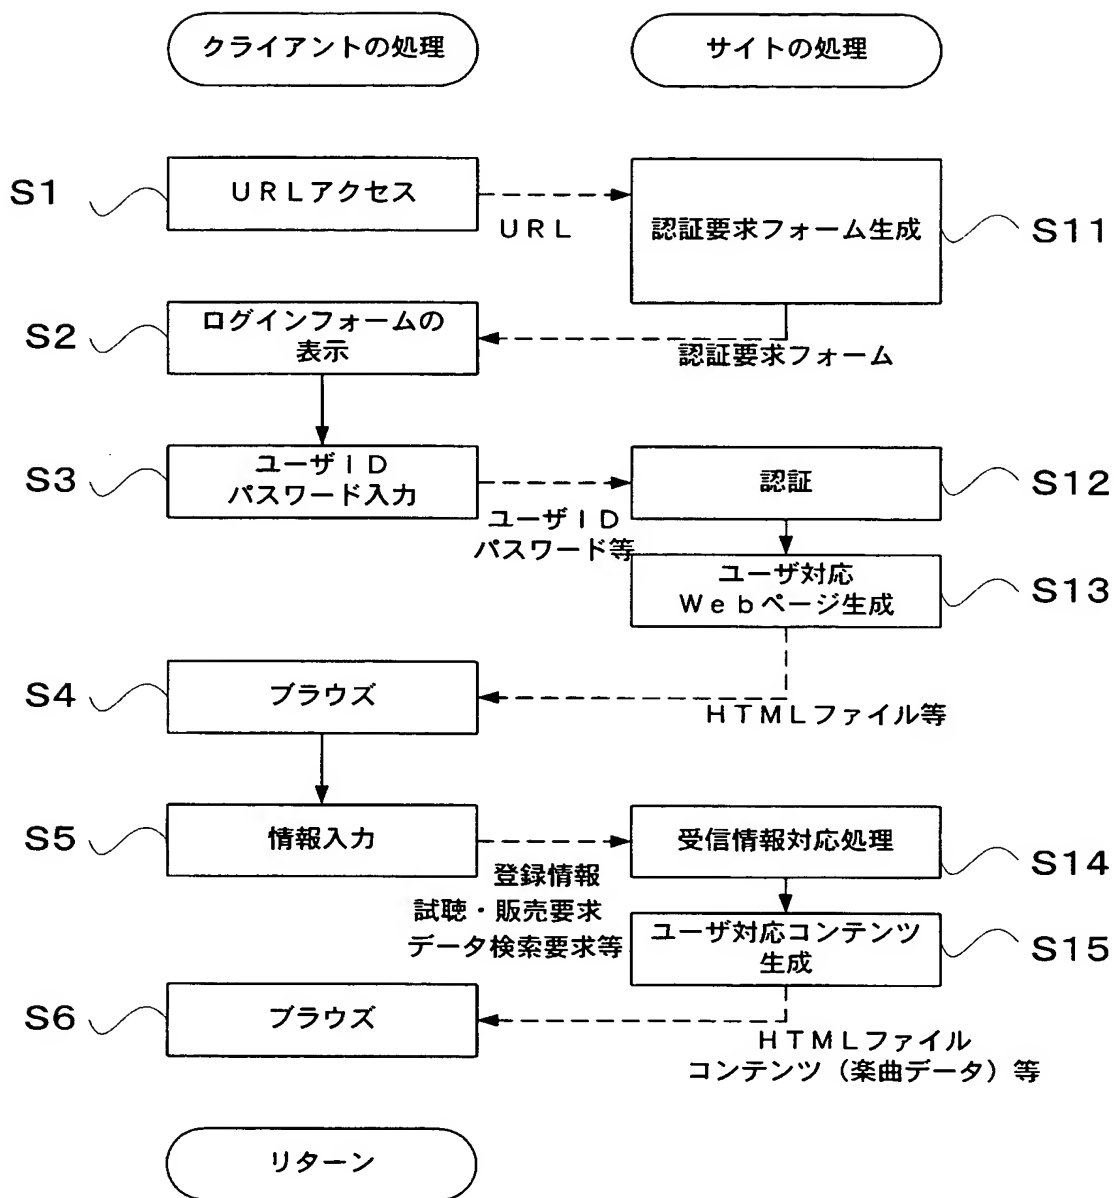 クライアントの処理
サイトの処理
S1
URLアクセス
URL
認証要求フォーム生成
S11
S2
ログインフォームの
表示
認証要求フォーム
S3
ユーザID
パスワード入力
ユーザID
パスワード等
認証
S12
ユーザ対応
Webページ生成
S13
S4
ブラウズ
HTMLファイル等
S5
情報入力
登録情報
試聴・販売要求
データ検索要求等
受信情報対応処理
S14
ユーザ対応コンテンツ
生成
S15
S6
ブラウズ
HTMLファイル
コンテンツ(楽曲データ)等
リターン